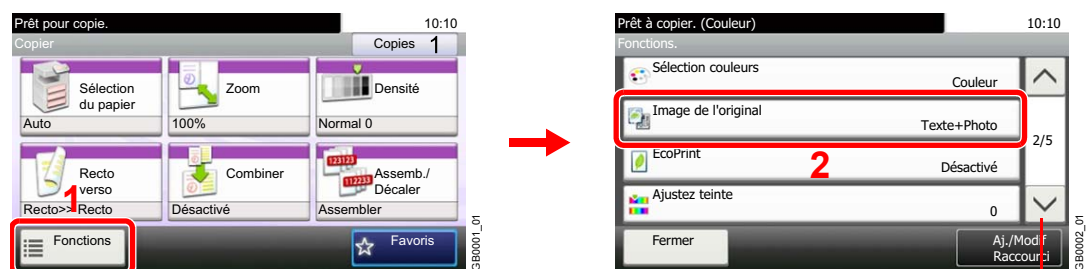 Prêt pour copie. 10:10
Copier Copies 1
Sélection
du papier
Auto
Zoom
100%
Densité
Normal 0
Recto
verso
Recto>> Recto
1
Combiner
Désactivé
123123
112233
Assemb./
Décaler
Assembler
Fonctions
Favoris
GB0001_01
Prêt à copier. (Couleur) 10:10
Fonctions.
Sélection couleurs
Couleur
Image de l'original
Texte+Photo
2/5
EcoPrint
Désactivé
2
Ajustez teinte
0
Fermer
Aj./Modif
Raccourci
GB0002_01